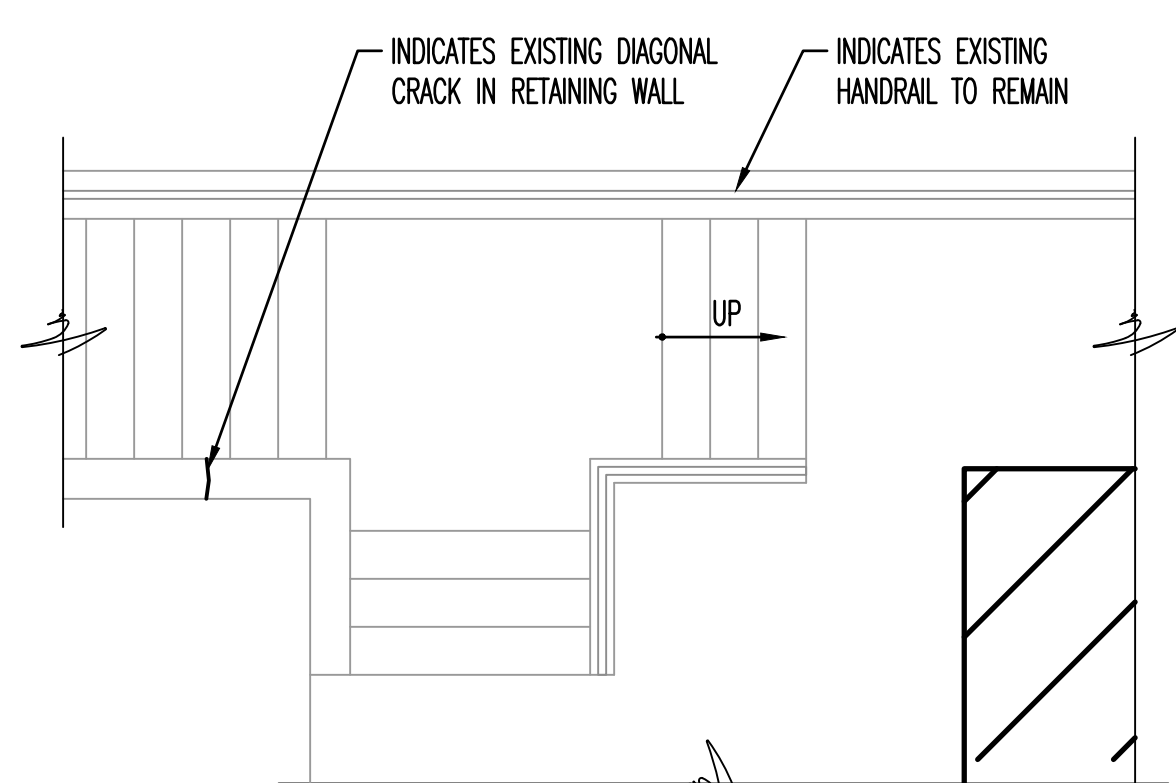 INDICATES EXISTING DIAGONAL
CRACK IN RETAINING WALL
INDICATES EXISTING
HANDRAIL TO REMAIN
UP